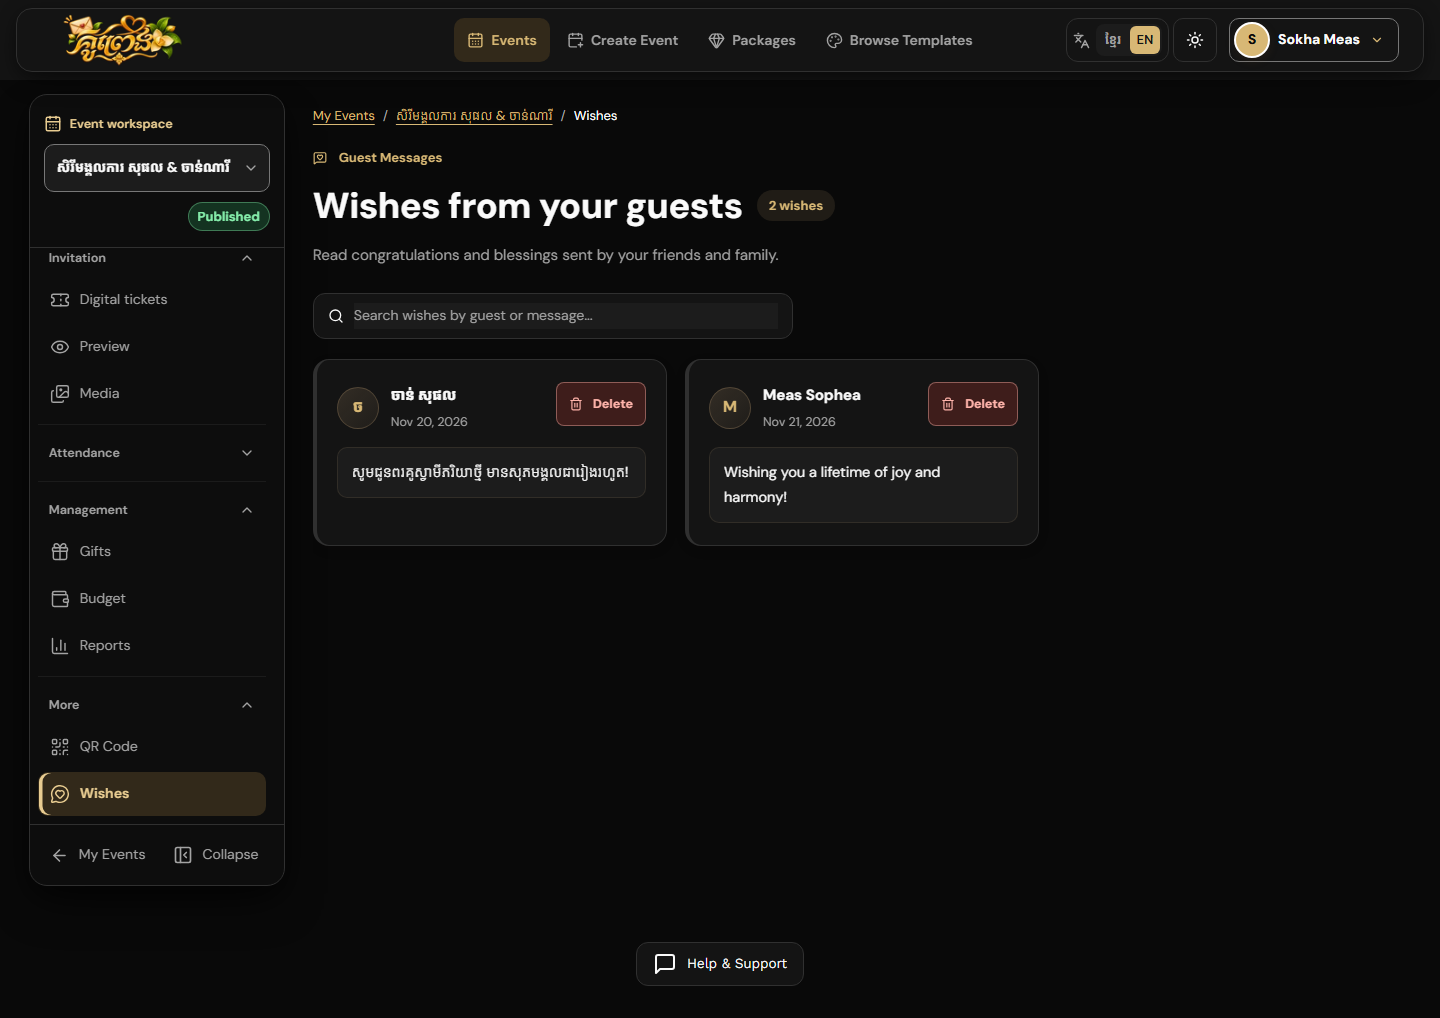 គូព្រេង
Events
Create Event
Packages
Browse Templates
ខ្មែរ
EN
S
Sokha Meas
Event workspace
សិរីមង្គលការ សុផល & ចាន់ណារី
Published
Invitation
Digital tickets
Preview
Media
Attendance
Management
Gifts
Budget
Reports
More
QR Code
Wishes
My Events
Collapse
My Events / សិរីមង្គលការ សុផល & ចាន់ណារី / Wishes
Guest Messages
Wishes from your guests
2 wishes
Read congratulations and blessings sent by your friends and family.
Search wishes by guest or message...
ច
ចាន់ សុផល
Nov 20, 2026
Delete
សូមជូនពរគូស្វាមីភរិយាថ្មី មានសុភមង្គលជារៀងរហូត!
M
Meas Sophea
Nov 21, 2026
Delete
Wishing you a lifetime of joy and
harmony!
Help & Support